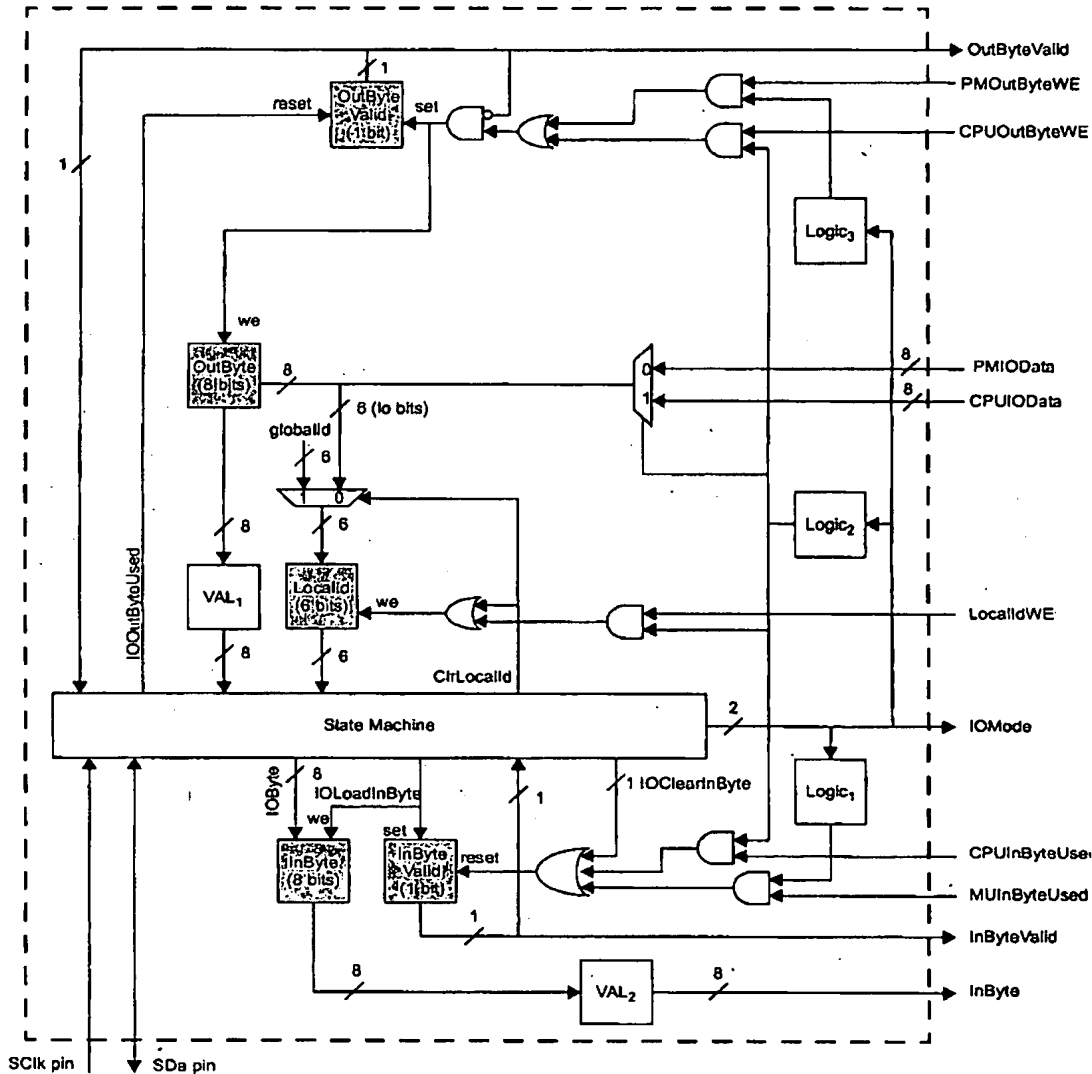 OutByteValid
1
PMOutByteWE
reset
OutByte
Valid
(1 bit)
set
1
CPUOutByteWE
Logic3
we
OutByte
(8 bits)
8
0
8
PMIOData
1
8
CPUIOData
6 (lo bits)
globalId
6
1 0
8
6
Logic2
IOOutByteUsed
VAL1
LocalId
(6 bits)
we
LocalIdWE
8
6
ClrLocalId
State Machine
2
IOMode
IOByte
8
IOLoadInByte
1
1 IOClearInByte
Logic1
we
set
InByte
(8 bits)
InByte
Valid
(1 bit)
reset
CPUInByteUse
MUInByteUsed
1
InByteValid
8
VAL2
8
InByte
SClk pin
SDa pin